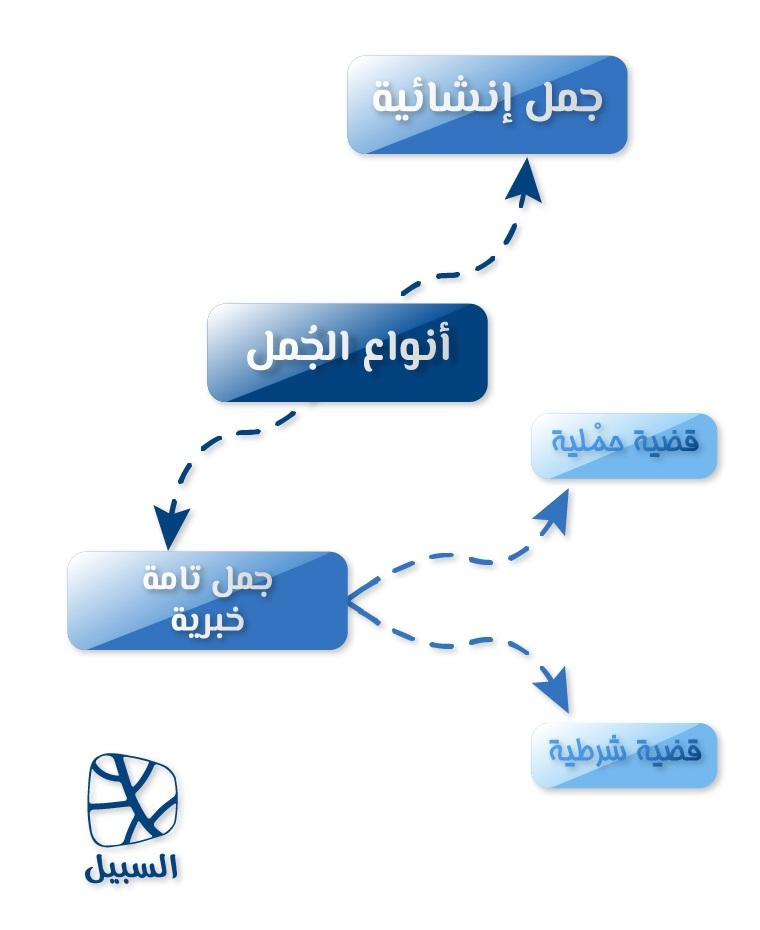 جمل إنشائية
أنواع الجُمل
قضية حمْلية
جمل تامة
خبرية
قضية شرطية
السبيل